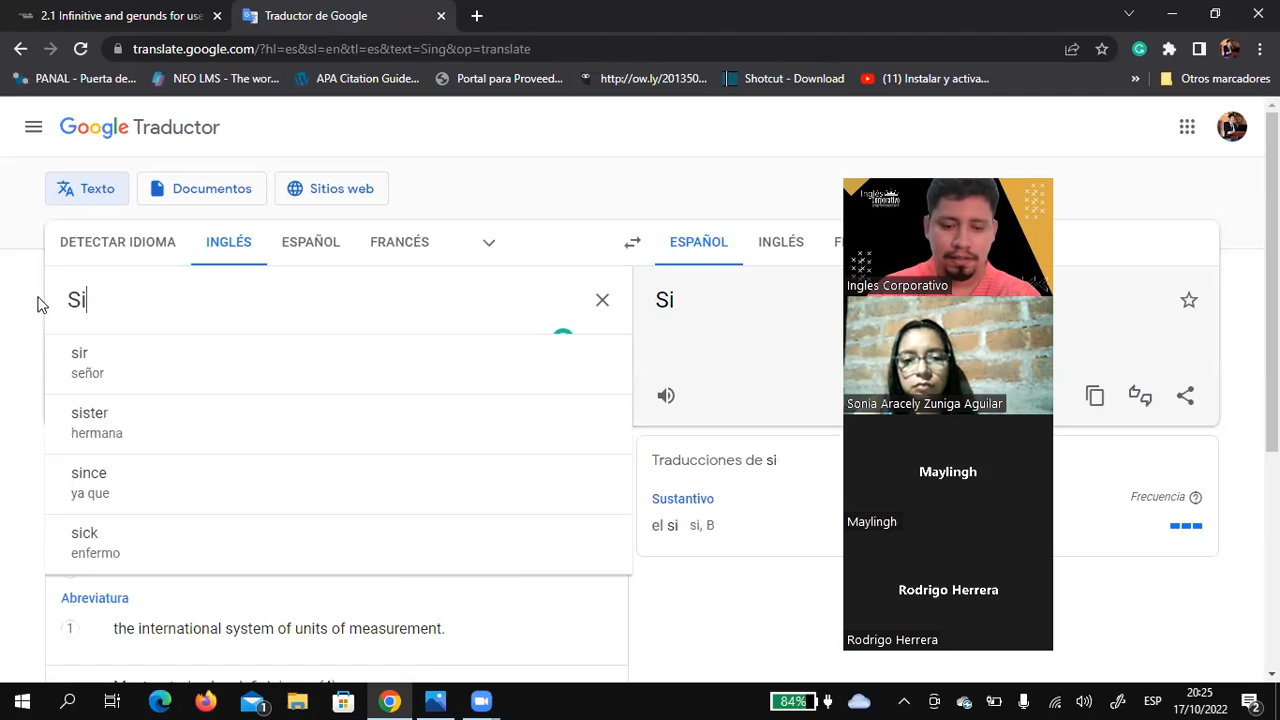 2.1 Infinitive and gerunds for use
Traductor de Google
translate.google.com/?hl=es&sl=en&tl=es&text=Sing&op=translate
PANAL - Puerta de...
NEO LMS - The wor...
APA Citation Guide...
Portal para Proveed...
http://ow.ly/201350...
Shotcut - Download
(11) Instalar y activa...
»
Otros marcadores
Google Traductor
Texto
Documentos
Sitios web
DETECTAR IDIOMA
INGLÉS
ESPAÑOL
FRANCÉS
ESPAÑOL
INGLÉS
Si
Si
sir
señor
sister
hermana
since
ya que
sick
enfermo
Traducciones de si
Frecuencia
Sustantivo
el si si, B
Abreviatura
1 the international system of units of measurement.
Inglés
Corporativo
Ingles Corporativo
Sonia Aracely Zuniga Aguilar
Maylingh
Maylingh
Rodrigo Herrera
Rodrigo Herrera
1
84%
ESP
20:25
17/10/2022
2